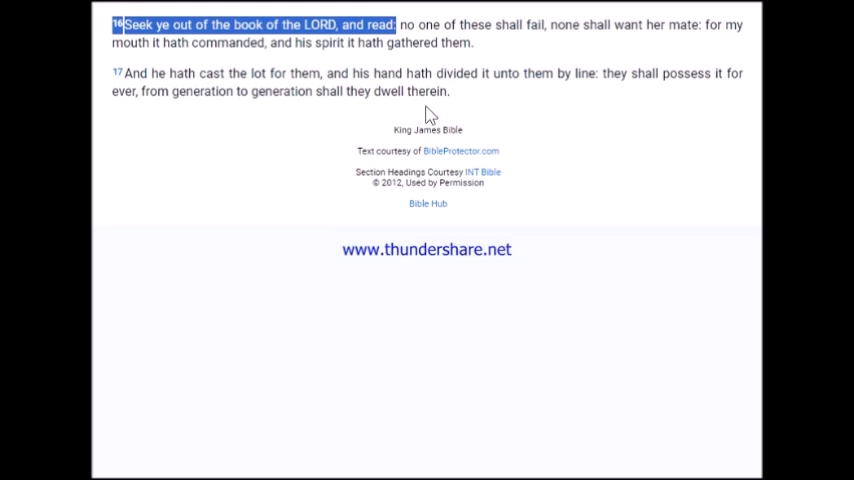 16Seek ye out of the book of the LORD, and read: no one of these shall fail, none shall want her mate: for my
mouth it hath commanded, and his spirit it hath gathered them.
17And he hath cast the lot for them, and his hand hath divided it unto them by line: they shall possess it for
ever, from generation to generation shall they dwell therein.
King James Bible
Text courtesy of BibleProtector.com
Section Headings Courtesy INT Bible
© 2012, Used by Permission
Bible Hub
www.thundershare.net